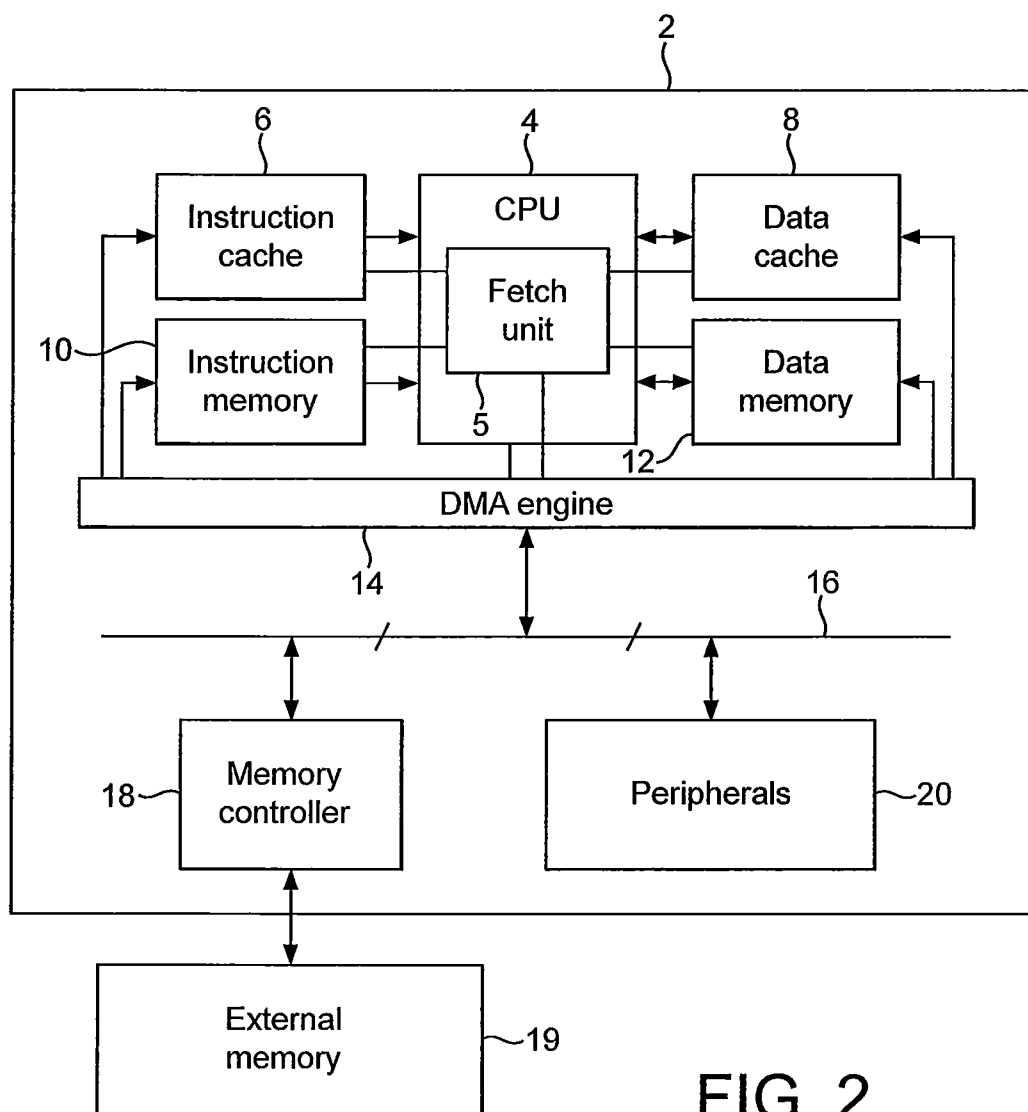 2
6
4
8
Instruction
cache
CPU
Data
cache
Fetch
unit
10
Instruction
memory
5
Data
memory
12
DMA engine
14
16
18
Memory
controller
Peripherals
20
External
memory
19
FIG. 2